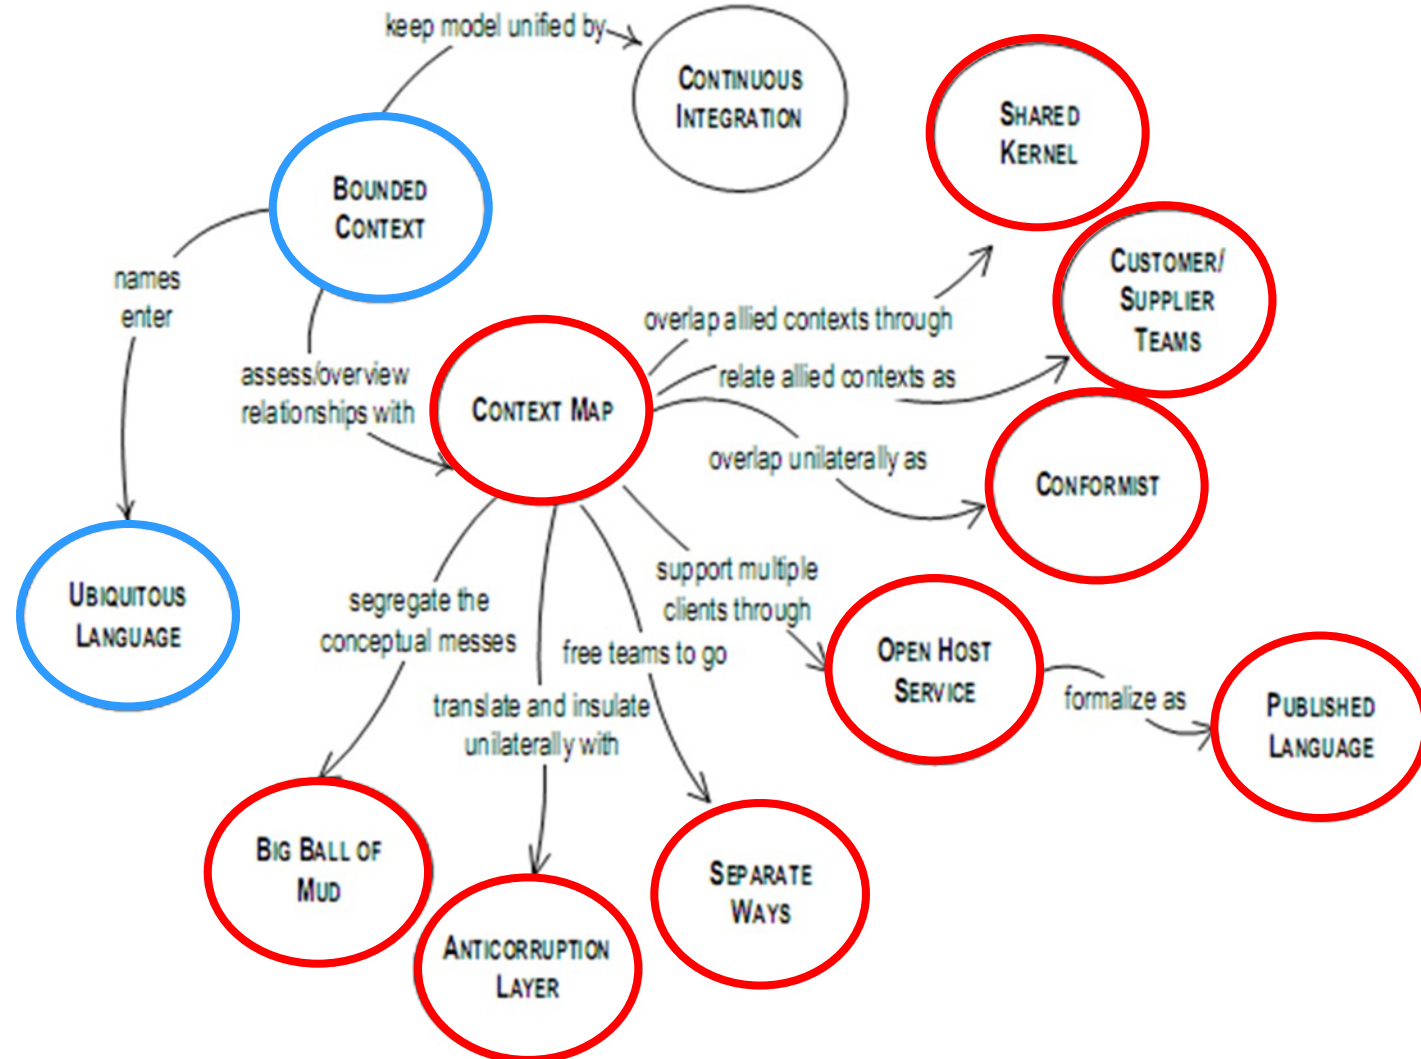 keep model unified by
CONTINUOUS
INTEGRATION
SHARED
KERNEL
BOUNDED
CONTEXT
names
enter
CUSTOMER/
SUPPLIER
TEAMS
overlap allied contexts through
relate allied contexts as
assess/overview
relationships with
CONTEXT MAP
overlap unilaterally as
CONFORMIST
support multiple
clients through
segregate the
conceptual messes
free teams to go
translate and insulate
unilaterally with
UBIQUITOUS
LANGUAGE
OPEN HOST
SERVICE
formalize as
PUBLISHED
LANGUAGE
BIG BALL OF
MUD
SEPARATE
WAYS
ANTICORRUPTION
LAYER